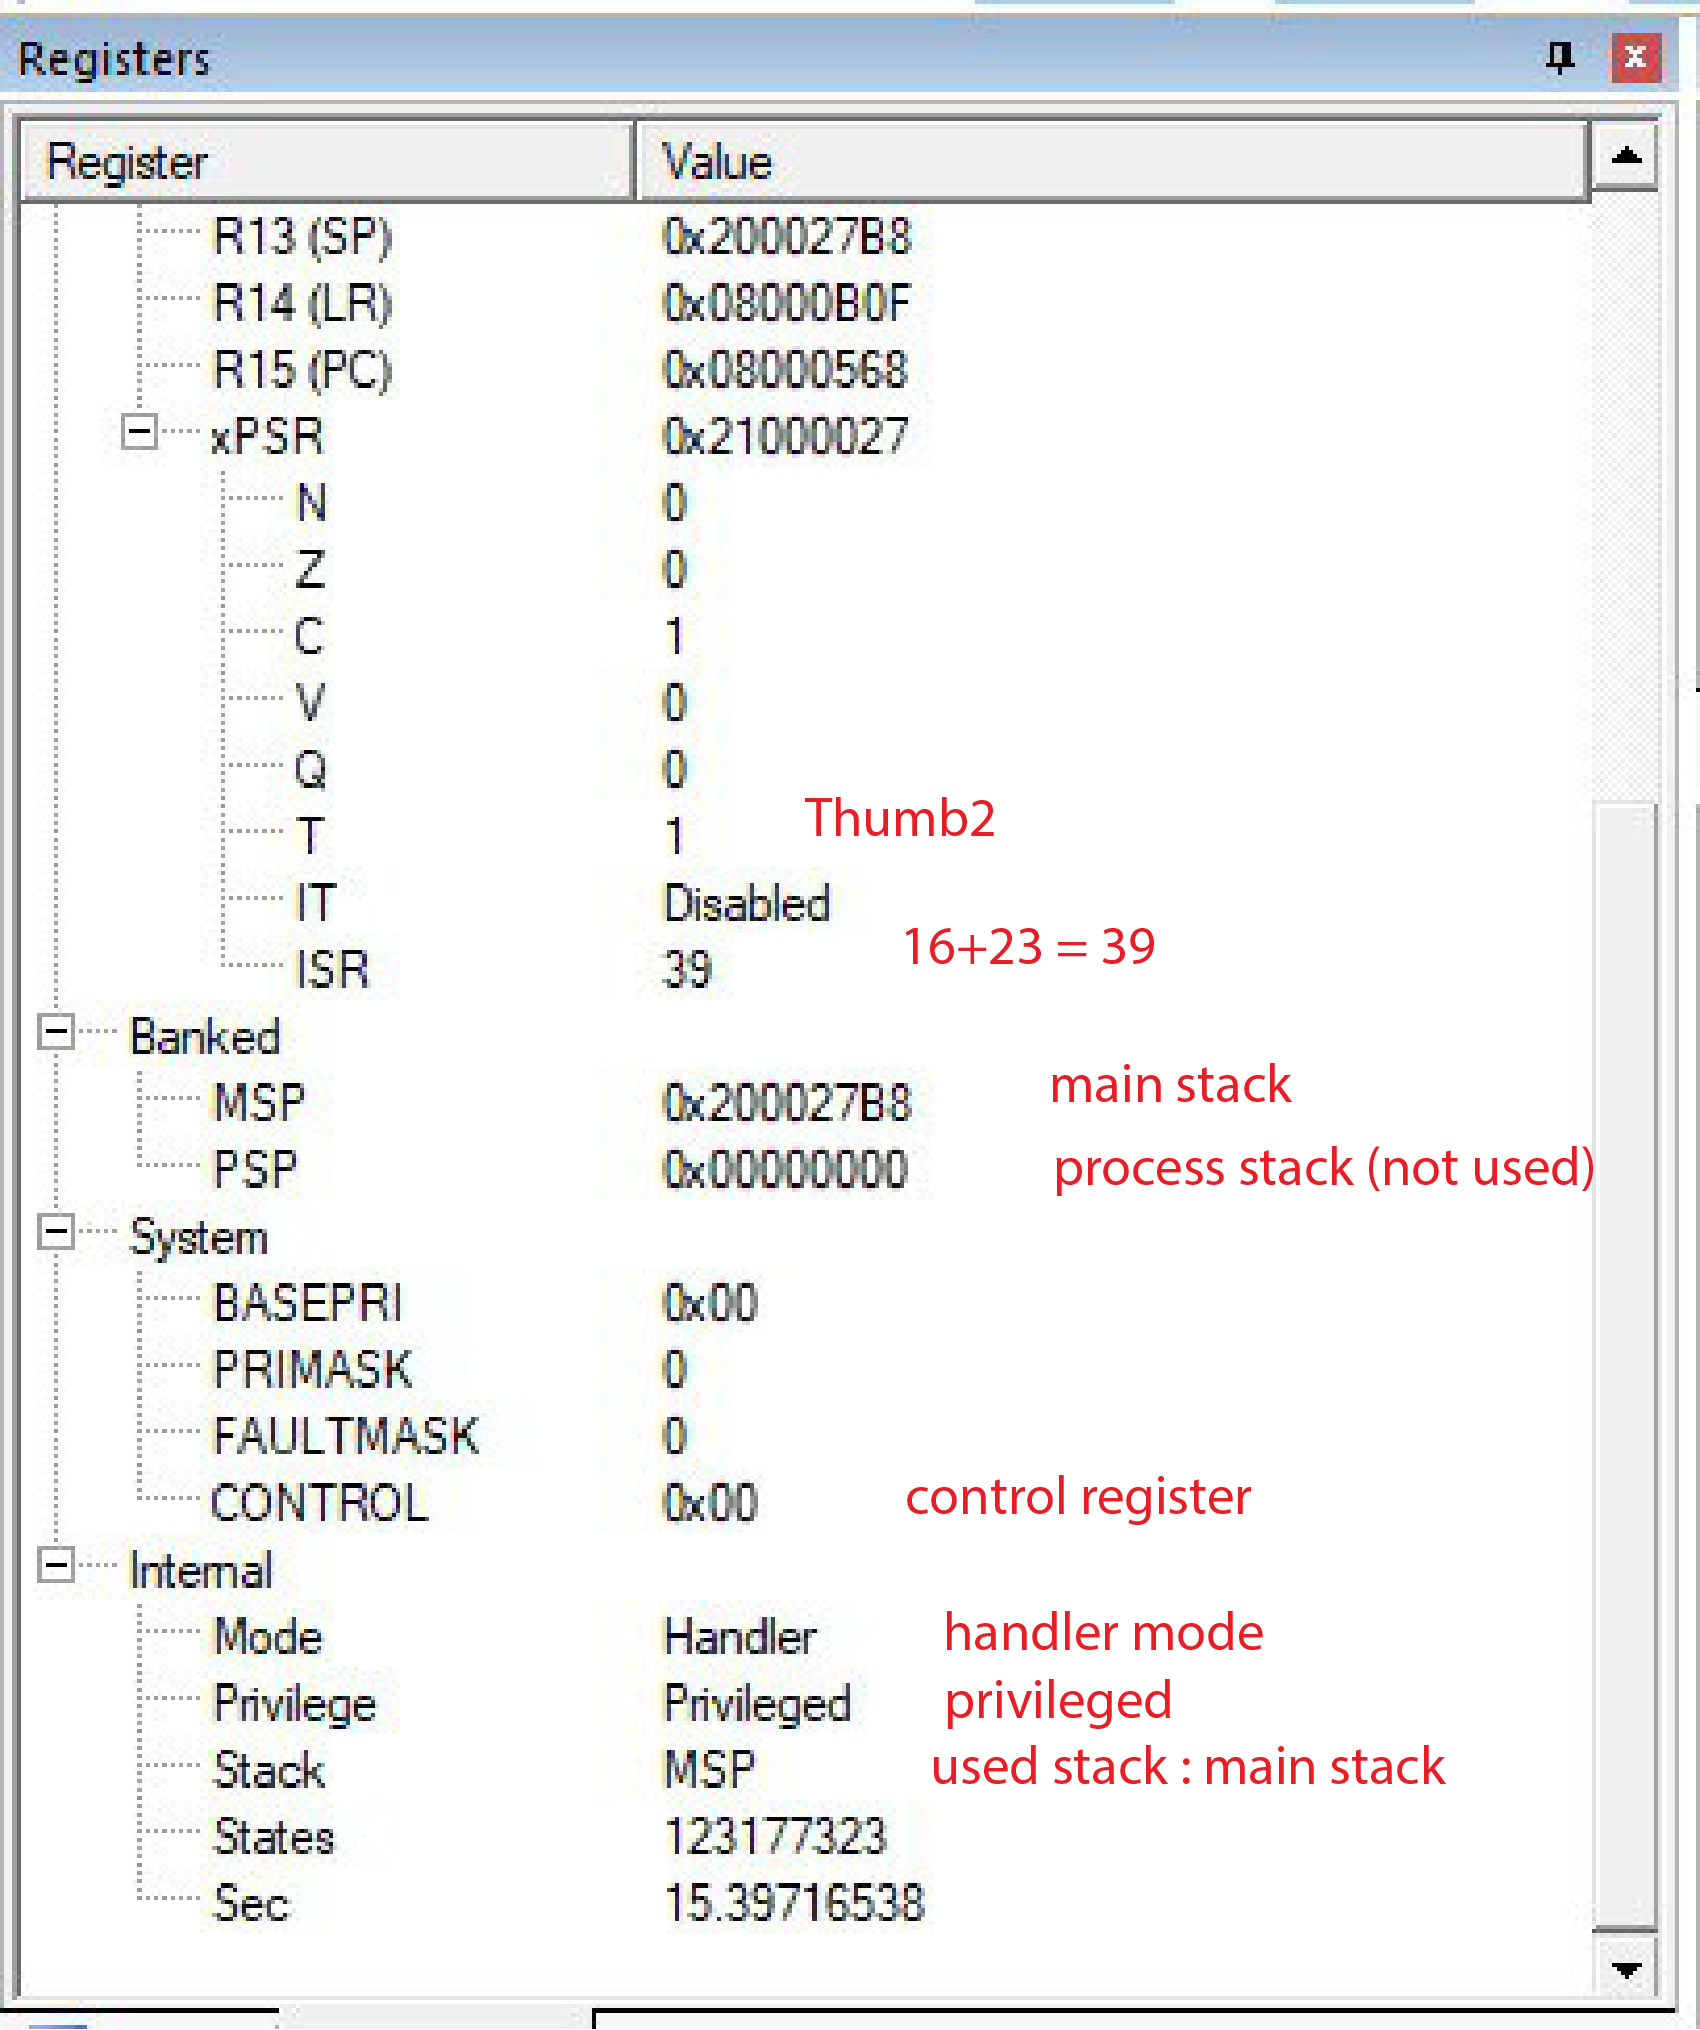 Registers
Register Value
R13 (SP) 0x200027B8
R14 (LR) 0x08000B0F
R15 (PC) 0x08000568
xPSR 0x21000027
N 0
Z 0
C 1
V 0
Q 0
T 1 Thumb2
IT Disabled
ISR 39 16+23 = 39
Banked
MSP 0x200027B8 main stack
PSP 0x00000000 process stack (not used)
System
BASEPRI 0x00
PRIMASK 0
FAULTMASK 0
CONTROL 0x00 control register
Internal
Mode Handler handler mode
Privilege Privileged privileged
Stack MSP used stack : main stack
States 123177323
Sec 15.39716538